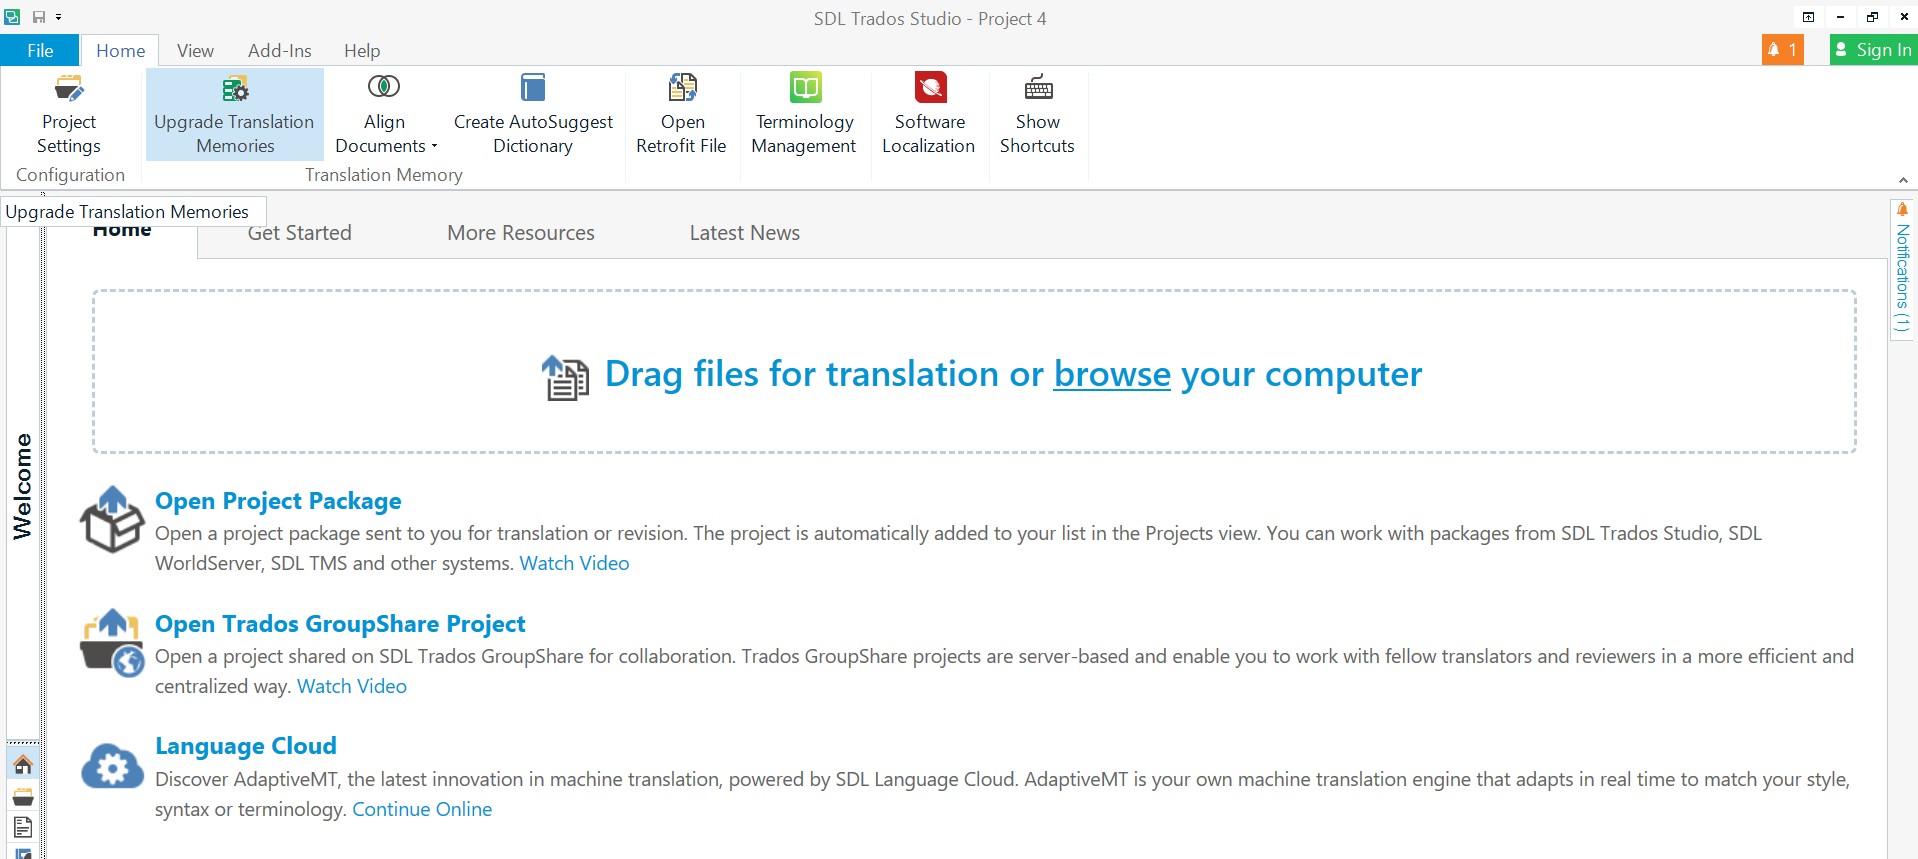 SDL Trados Studio - Project 4
File Home View Add-Ins Help 1 Sign In
Project Settings
Upgrade Translation Memories
Align Documents
Create AutoSuggest Dictionary
Open Retrofit File
Terminology Management
Software Localization
Show Shortcuts
Configuration Translation Memory
Upgrade Translation Memories
Home Get Started More Resources Latest News
Notifications (1)
Welcome
Drag files for translation or browse your computer
Open Project Package
Open a project package sent to you for translation or revision. The project is automatically added to your list in the Projects view. You can work with packages from SDL Trados Studio, SDL
WorldServer, SDL TMS and other systems. Watch Video
Open Trados GroupShare Project
Open a project shared on SDL Trados GroupShare for collaboration. Trados GroupShare projects are server-based and enable you to work with fellow translators and reviewers in a more efficient and
centralized way. Watch Video
Language Cloud
Discover AdaptiveMT, the latest innovation in machine translation, powered by SDL Language Cloud. AdaptiveMT is your own machine translation engine that adapts in real time to match your style,
syntax or terminology. Continue Online